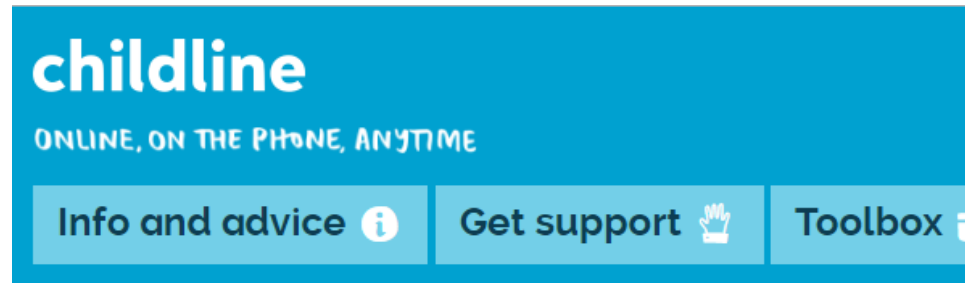 childline
ONLINE, ON THE PHONE, ANYTIME
Info and advice Get support Toolbox